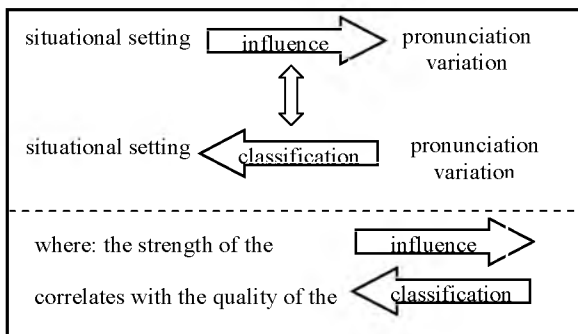 situational setting influence pronunciation
variation
situational setting classification pronunciation
variation
where: the strength of the influence
correlates with the quality of the classification